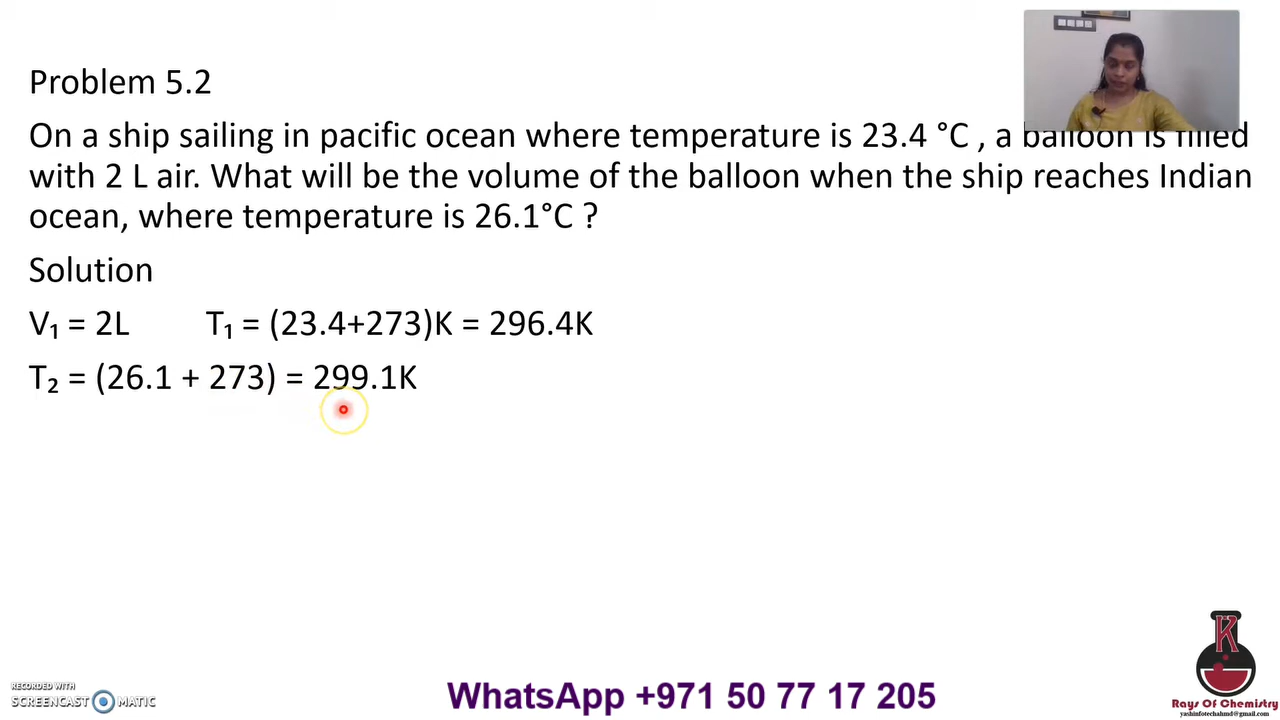 Problem 5.2
On a ship sailing in pacific ocean where temperature is 23.4 °C , a balloon is filled
with 2 L air. What will be the volume of the balloon when the ship reaches Indian
ocean, where temperature is 26.1°C ?
Solution
V₁ = 2L T₁ = (23.4+273)K = 296.4K
T₂ = (26.1 + 273) = 299.1K
RECORDED WITH
SCREENCAST MATIC
WhatsApp +971 50 77 17 205
K
Rays Of Chemistry
yashinfotechahmd@gmail.com